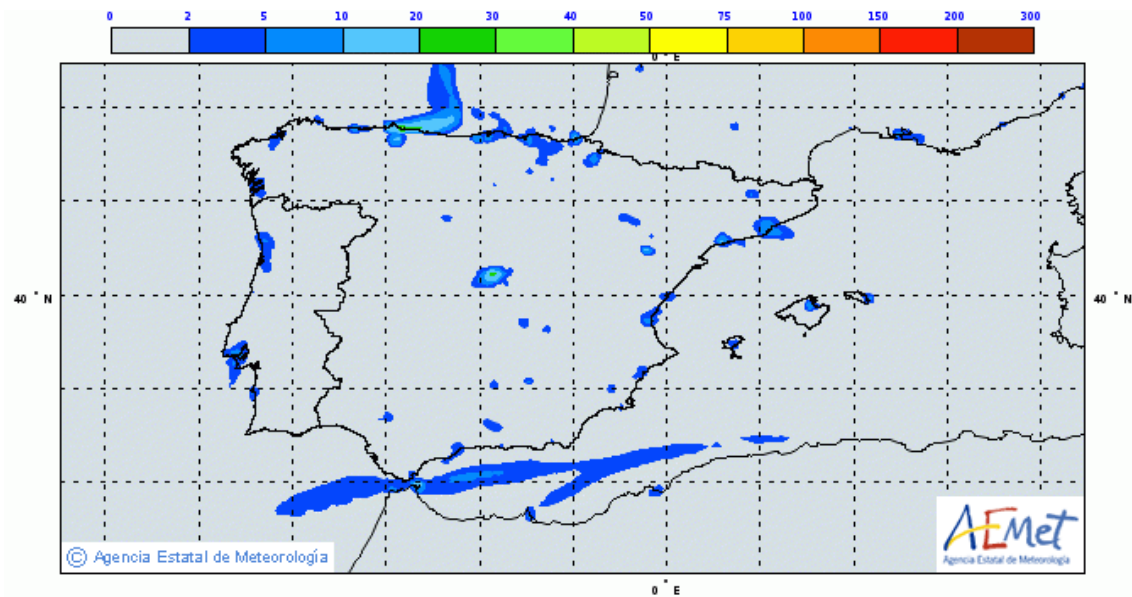 0 2 5 10 20 30 40 50 75 100 150 200 300
0 ° E
40 ° N
40 ° N
© Agencia Estatal de Meteorología
AEMet
Agencia Estatal de Meteorología
0 ° E